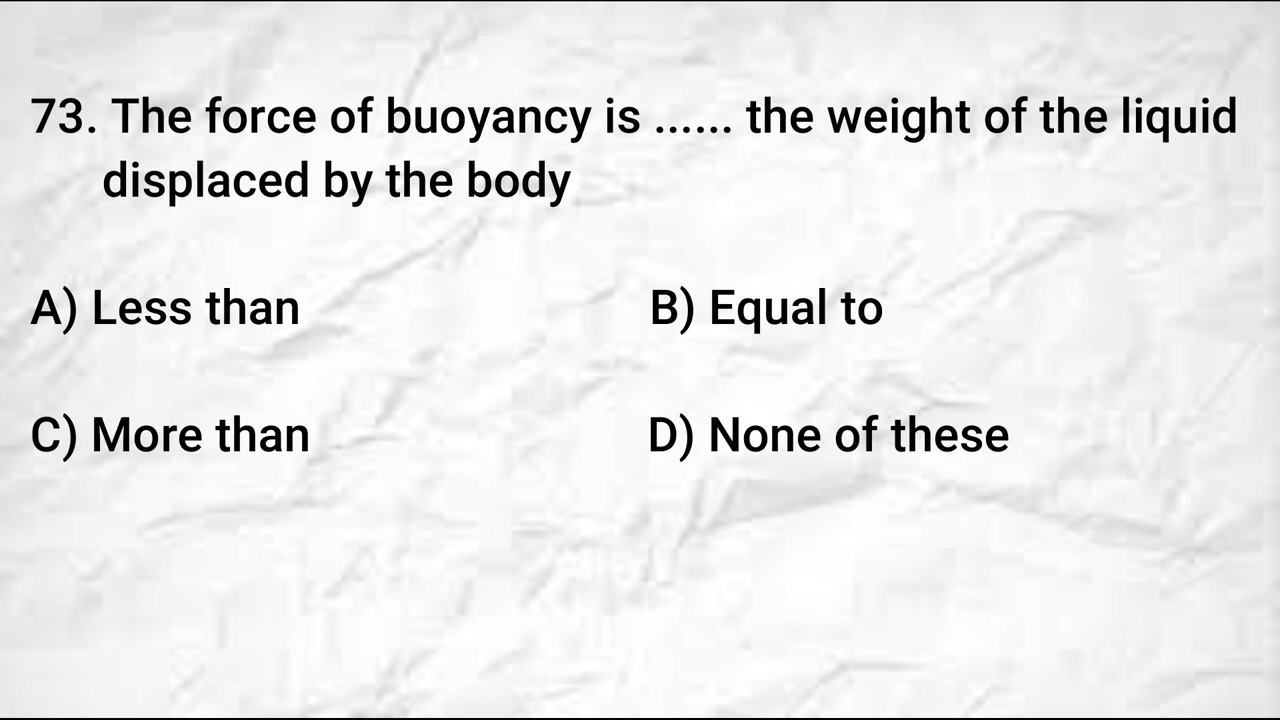 73. The force of buoyancy is ...... the weight of the liquid
displaced by the body
A) Less than
B) Equal to
C) More than
D) None of these